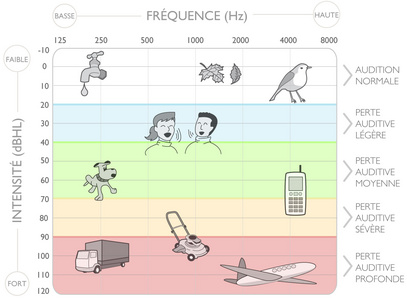 BASSE
FRÉQUENCE (Hz)
HAUTE
125 250 500 1000 2000 4000 8000
FAIBLE
INTENSITÉ (dBHL)
FORT
-10
0
10
20
30
40
50
60
70
80
90
100
110
120
AUDITION
NORMALE
PERTE
AUDITIVE
LÉGÈRE
PERTE
AUDITIVE
MOYENNE
PERTE
AUDITIVE
SÉVÈRE
PERTE
AUDITIVE
PROFONDE